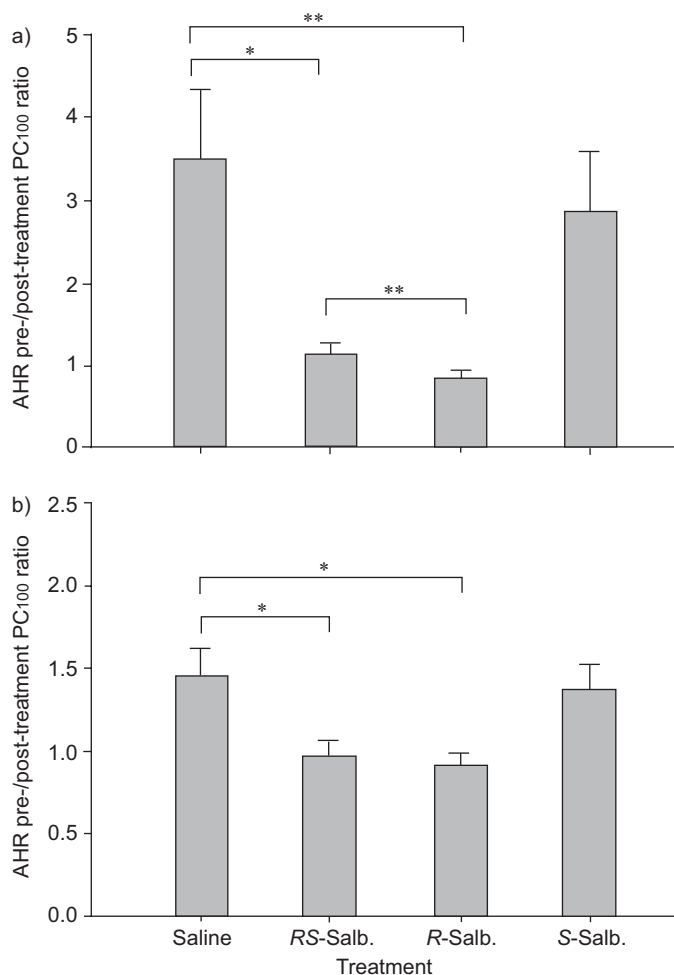 a)
AHR pre-/post-treatment PC100 ratio
5
4
3
2
1
0
**
*
**
b)
AHR pre-/post-treatment PC100 ratio
2.5
2.0
1.5
1.0
0.5
0.0
*
*
Saline RS-Salb. R-Salb. S-Salb.
Treatment